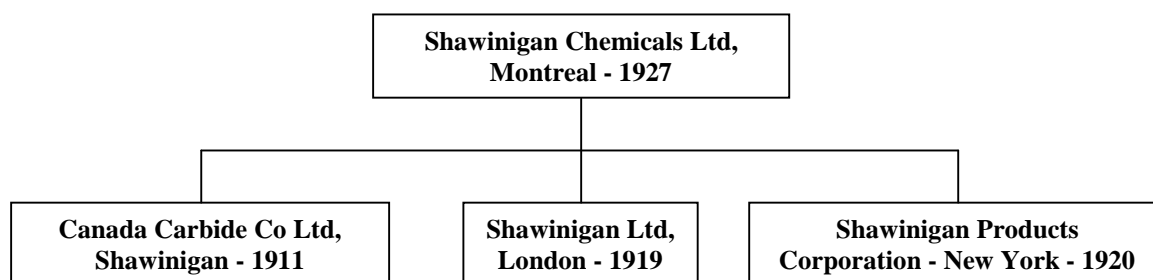 Shawinigan Chemicals Ltd,
Montreal - 1927
Canada Carbide Co Ltd,
Shawinigan - 1911
Shawinigan Ltd,
London - 1919
Shawinigan Products
Corporation - New York - 1920